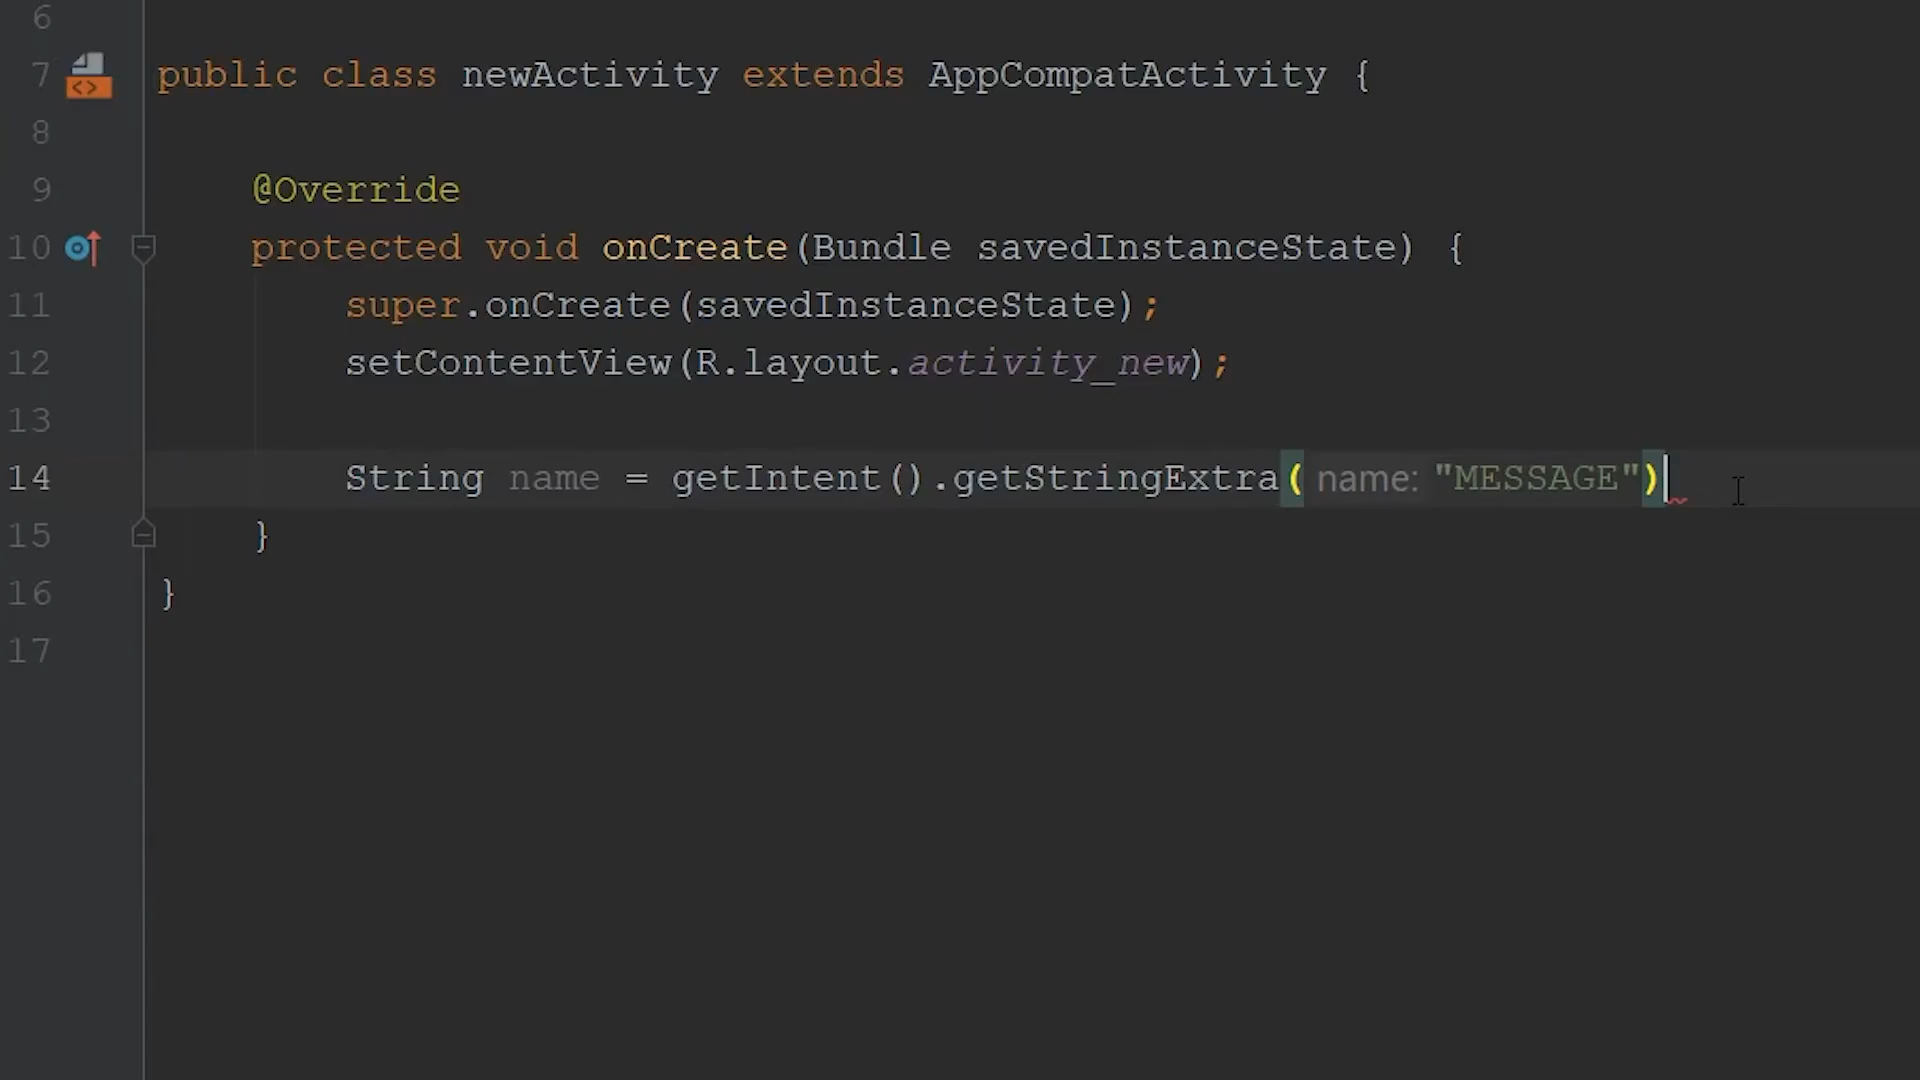 6
7 <> public class newActivity extends AppCompatActivity {
8
9 @Override
10 protected void onCreate(Bundle savedInstanceState) {
11 super.onCreate(savedInstanceState);
12 setContentView(R.layout.activity_new);
13
14 String name = getIntent().getStringExtra( name: "MESSAGE")
15 }
16 }
17